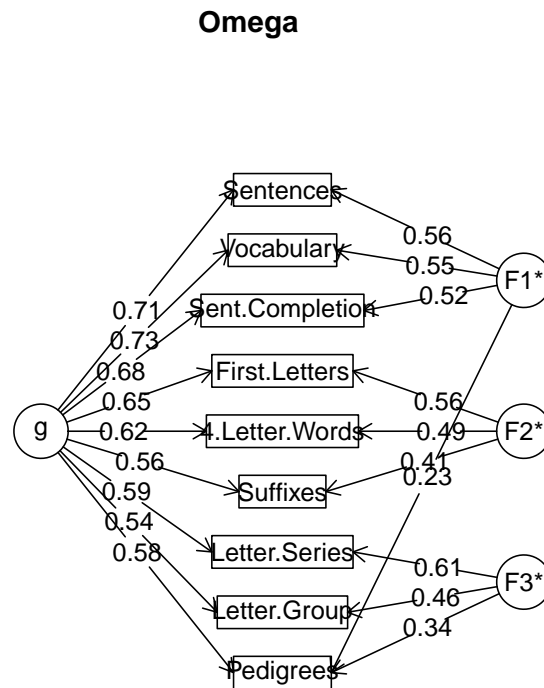 Omega
Sentences
Vocabulary
Sent.Completion
First.Letters
4.Letter.Words
Suffixes
Letter.Series
Letter.Group
Pedigrees
g
0.71
0.73
0.68
0.65
0.62
0.56
0.59
0.54
0.58
0.56
0.55
0.52
0.56
0.49
0.41
0.23
0.61
0.46
0.34
F1*
F2*
F3*